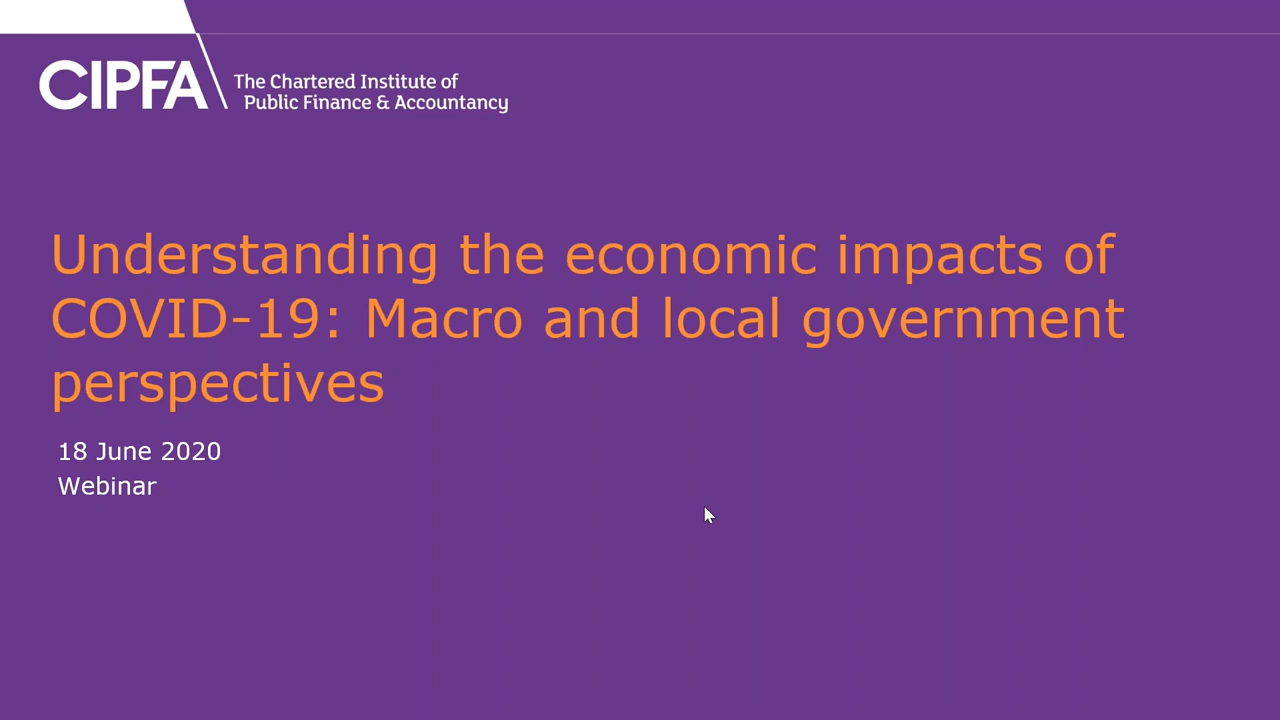 CIPFA
The Chartered Institute of
Public Finance & Accountancy
Understanding the economic impacts of
COVID-19: Macro and local government
perspectives
18 June 2020
Webinar